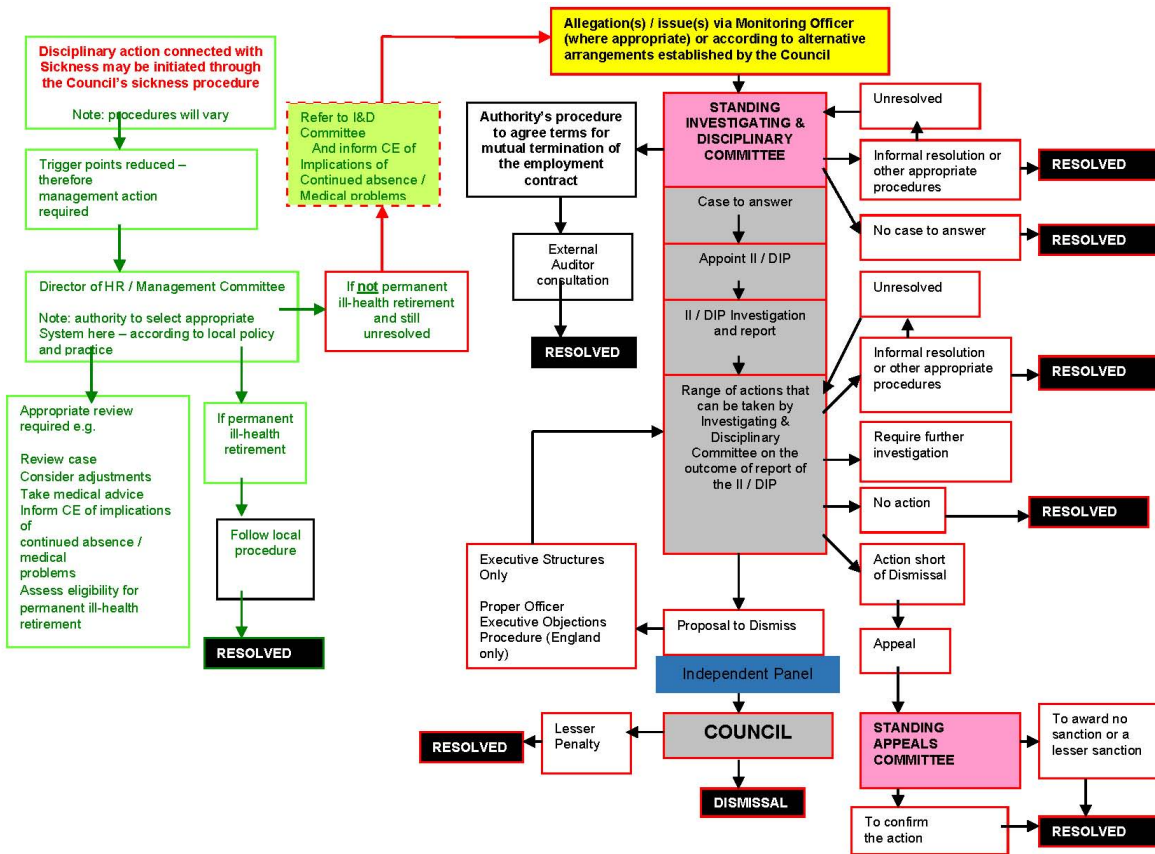 Allegation(s) / issue(s) via Monitoring Officer
(where appropriate) or according to alternative
arrangements established by the Council
Disciplinary action connected with
Sickness may be initiated through
the Council's sickness procedure
Note: procedures will vary
Trigger points reduced –
therefore
management action
required
Director of HR / Management Committee
Note: authority to select appropriate
System here – according to local policy
and practice
Appropriate review
required e.g.
Review case
Consider adjustments
Take medical advice
Inform CE of implications
of
continued absence /
medical
problems
Assess eligibility for
permanent ill-health
retirement
If permanent
ill-health
retirement
Follow local
procedure
RESOLVED
Refer to I&D
Committee
And inform CE of
Implications of
Continued absence /
Medical problems
If not permanent
ill-health retirement
and still
unresolved
Authority's procedure
to agree terms for
mutual termination
of the employment
contract
External
Auditor
consultation
RESOLVED
STANDING
INVESTIGATING &
DISCIPLINARY
COMMITTEE
Case to answer
Appoint II / DIP
II / DIP Investigation
and report
Range of actions that
can be taken by
Investigating &
Disciplinary
Committee on the
outcome of report of
the II / DIP
Unresolved
Informal resolution or
other appropriate
procedures
RESOLVED
No case to answer
RESOLVED
Unresolved
Informal resolution
or other appropriate
procedures
RESOLVED
Require further
investigation
No action
RESOLVED
Action short
of Dismissal
Appeal
STANDING
APPEALS
COMMITTEE
To award no
sanction or a
lesser sanction
To confirm
the action
RESOLVED
Executive Structures
Only
Proper Officer
Executive Objections
Procedure (England
only)
Proposal to Dismiss
Independent Panel
COUNCIL
Lesser
Penalty
RESOLVED
DISMISSAL